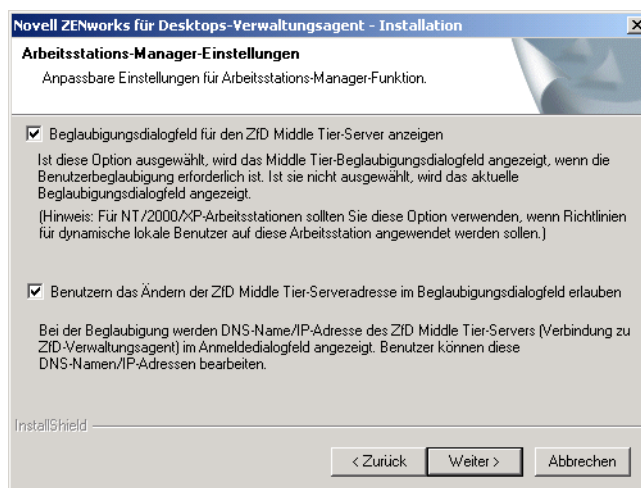 Novell ZENworks für Desktops-Verwaltungsagent - Installation
Arbeitsstations-Manager-Einstellungen
Anpassbare Einstellungen für Arbeitsstations-Manager-Funktion.
Beglaubigungsdialogfeld für den ZfD Middle Tier-Server anzeigen
Ist diese Option ausgewählt, wird das Middle Tier-Beglaubigungsdialogfeld angezeigt, wenn die
Benutzerbeglaubigung erforderlich ist. Ist sie nicht ausgewählt, wird das aktuelle
Beglaubigungsdialogfeld angezeigt.
(Hinweis: Für NT/2000/XP-Arbeitsstationen sollten Sie diese Option verwenden, wenn Richtlinien
für dynamische lokale Benutzer auf diese Arbeitsstation angewendet werden sollen.)
Benutzern das Ändern der ZfD Middle Tier-Serveradresse im Beglaubigungsdialogfeld erlauben
Bei der Beglaubigung werden DNS-Name/IP-Adresse des ZfD Middle Tier-Servers (Verbindung zu
ZfD-Verwaltungsagent) im Anmeldedialogfeld angezeigt. Benutzer können diese
DNS-Namen/IP-Adressen bearbeiten.
InstallShield
< Zurück Weiter > Abbrechen